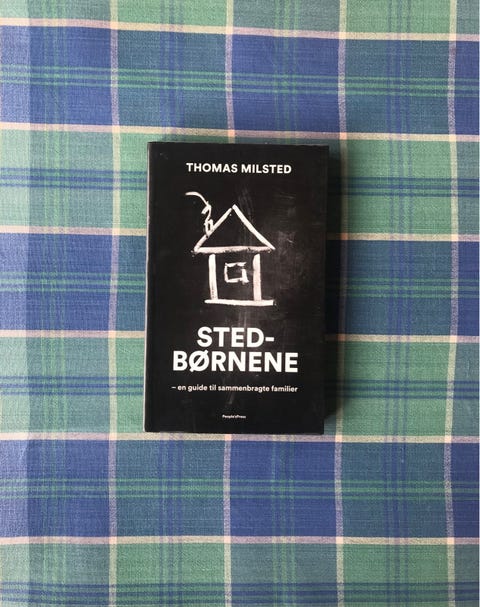 THOMAS MILSTED
STED-
BØRNENE
– en guide til sammenbragte familier
People'sPress